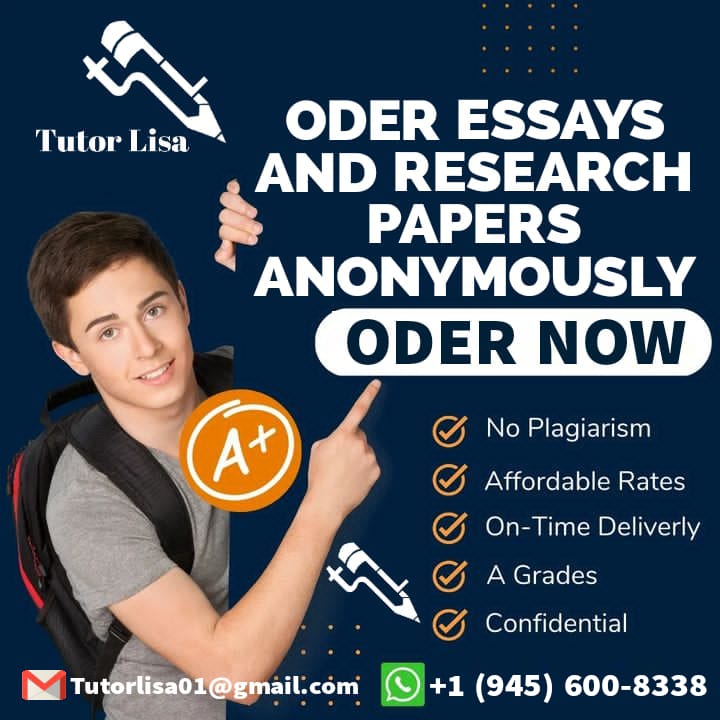 Tutor Lisa
ODER ESSAYS
AND RESEARCH
PAPERS
ANONYMOUSLY
ODER NOW
A+
No Plagiarism
Affordable Rates
On-Time Deliverly
A Grades
Confidential
Tutorlisa01@gmail.com
+1 (945) 600-8338